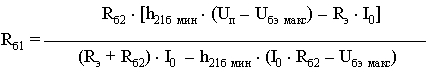 Rб2 · [h21б мин · (Uп – Uбэ макс) – Rэ · I0]
Rб1 =
(Rэ + Rб2) · I0 – h21б мин · (I0 · Rб2 – Uбэ макс)